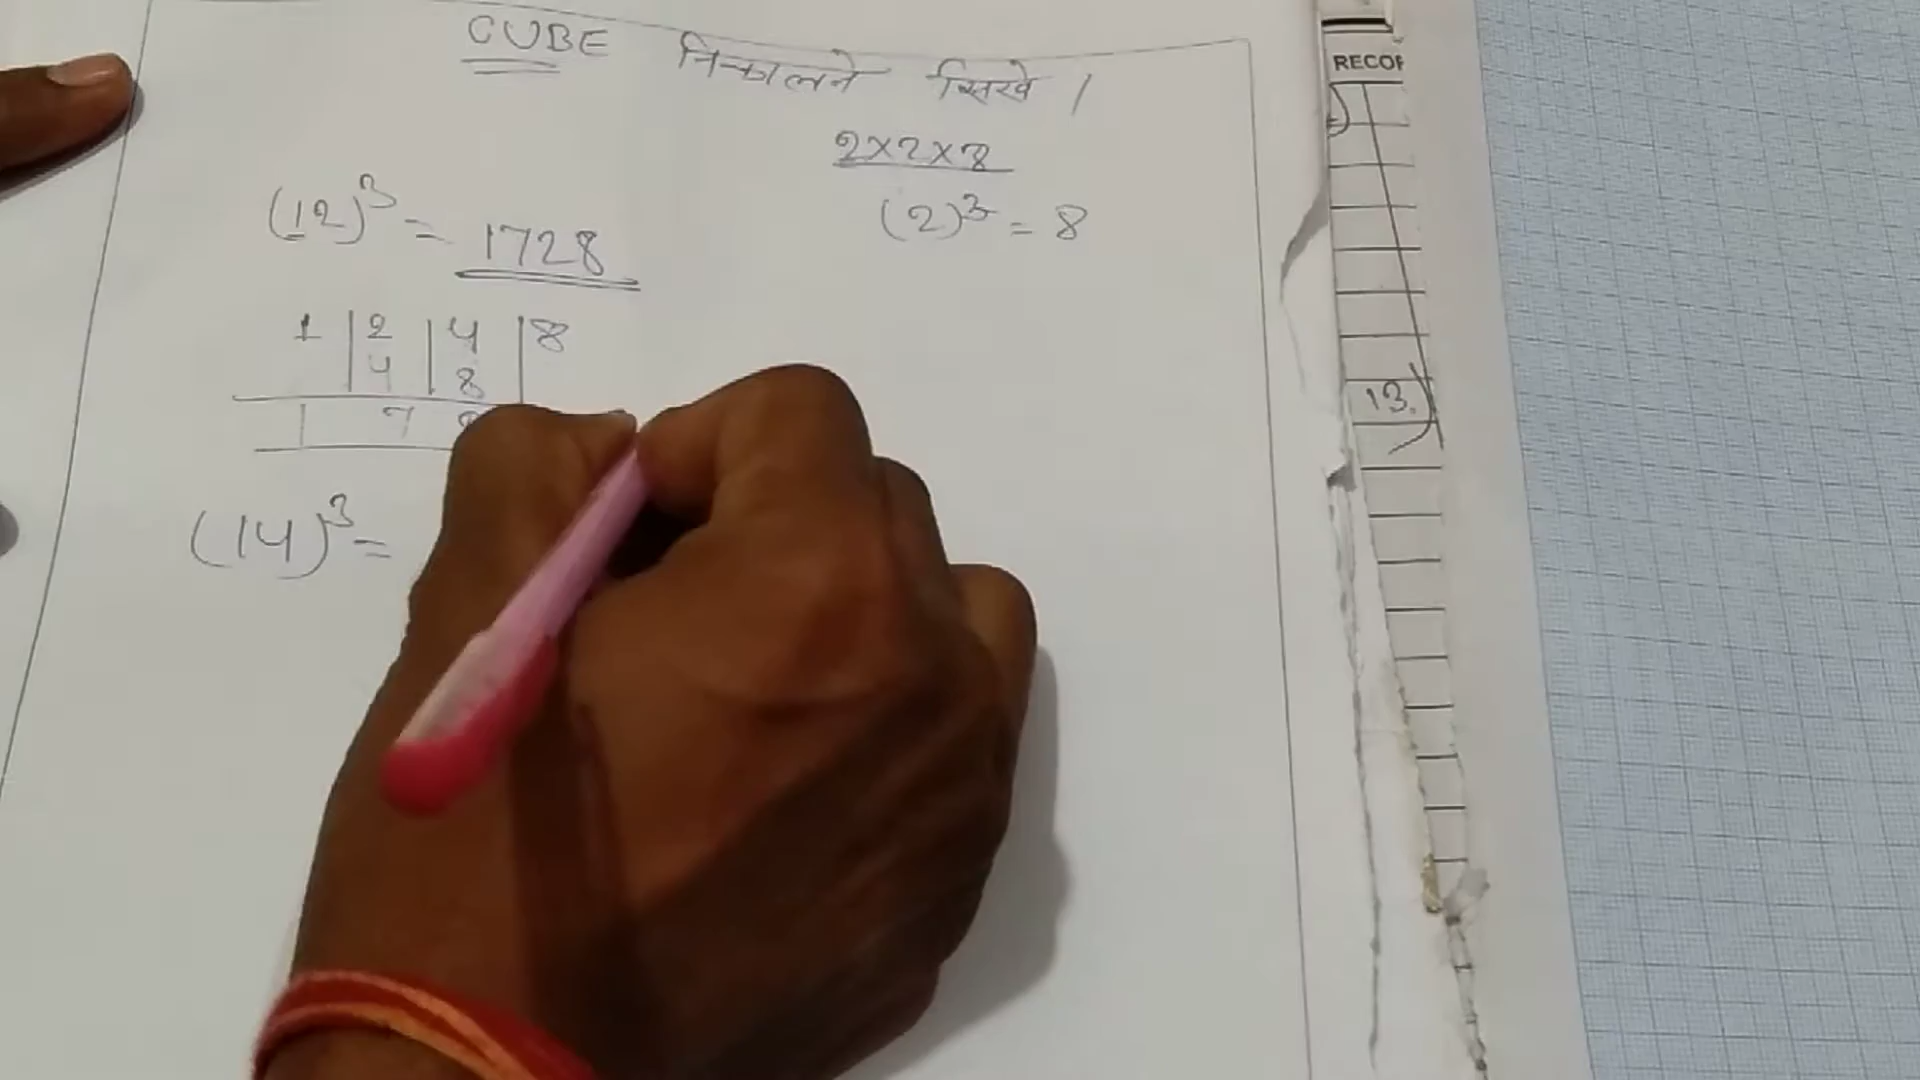 CUBE निकालने सिखे।
2×2×2
(12)³ = 1728
(2)³ = 8
1 | 2 | 4 | 8
4 | 8
1 7
(14)³ =
RECOR
13.